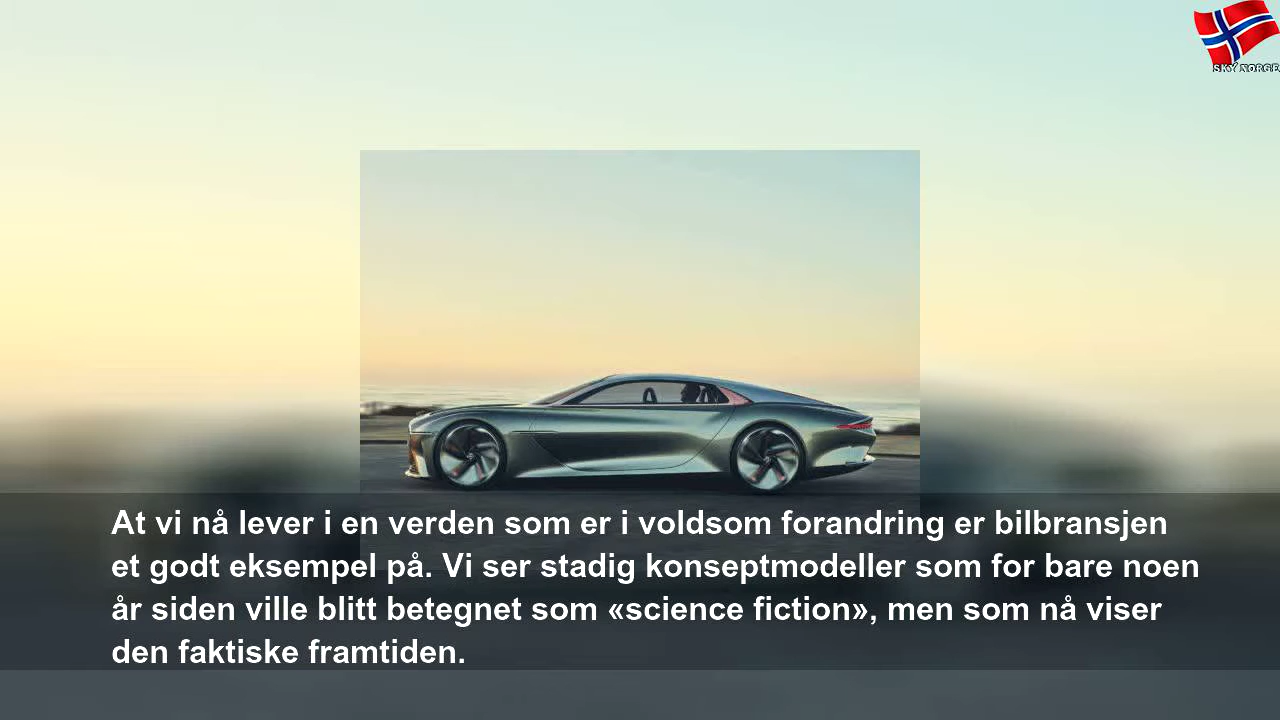 SKY NORGE
At vi nå lever i en verden som er i voldsom forandring er bilbransjen
et godt eksempel på. Vi ser stadig konseptmodeller som for bare noen
år siden ville blitt betegnet som «science fiction», men som nå viser
den faktiske framtiden.